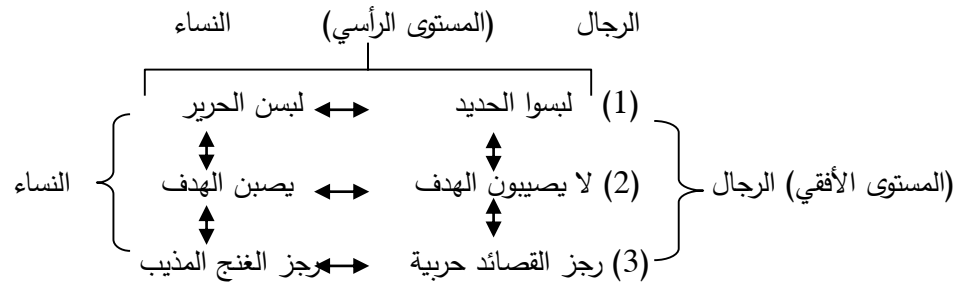 الرجال (المستوى الرأسي) النساء
(1) لبسوا الحديد لبسن الحرير
(المستوى الأفقي) الرجال (2) لا يصيبون الهدف يصبن الهدف النساء
(3) رجز القصائد حربية رجز الغنج المذيب